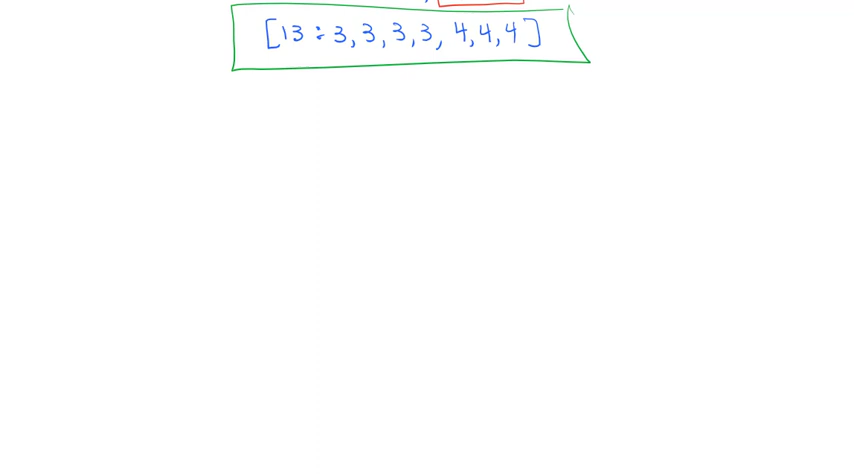 [13 : 3, 3, 3, 3, 4, 4, 4]